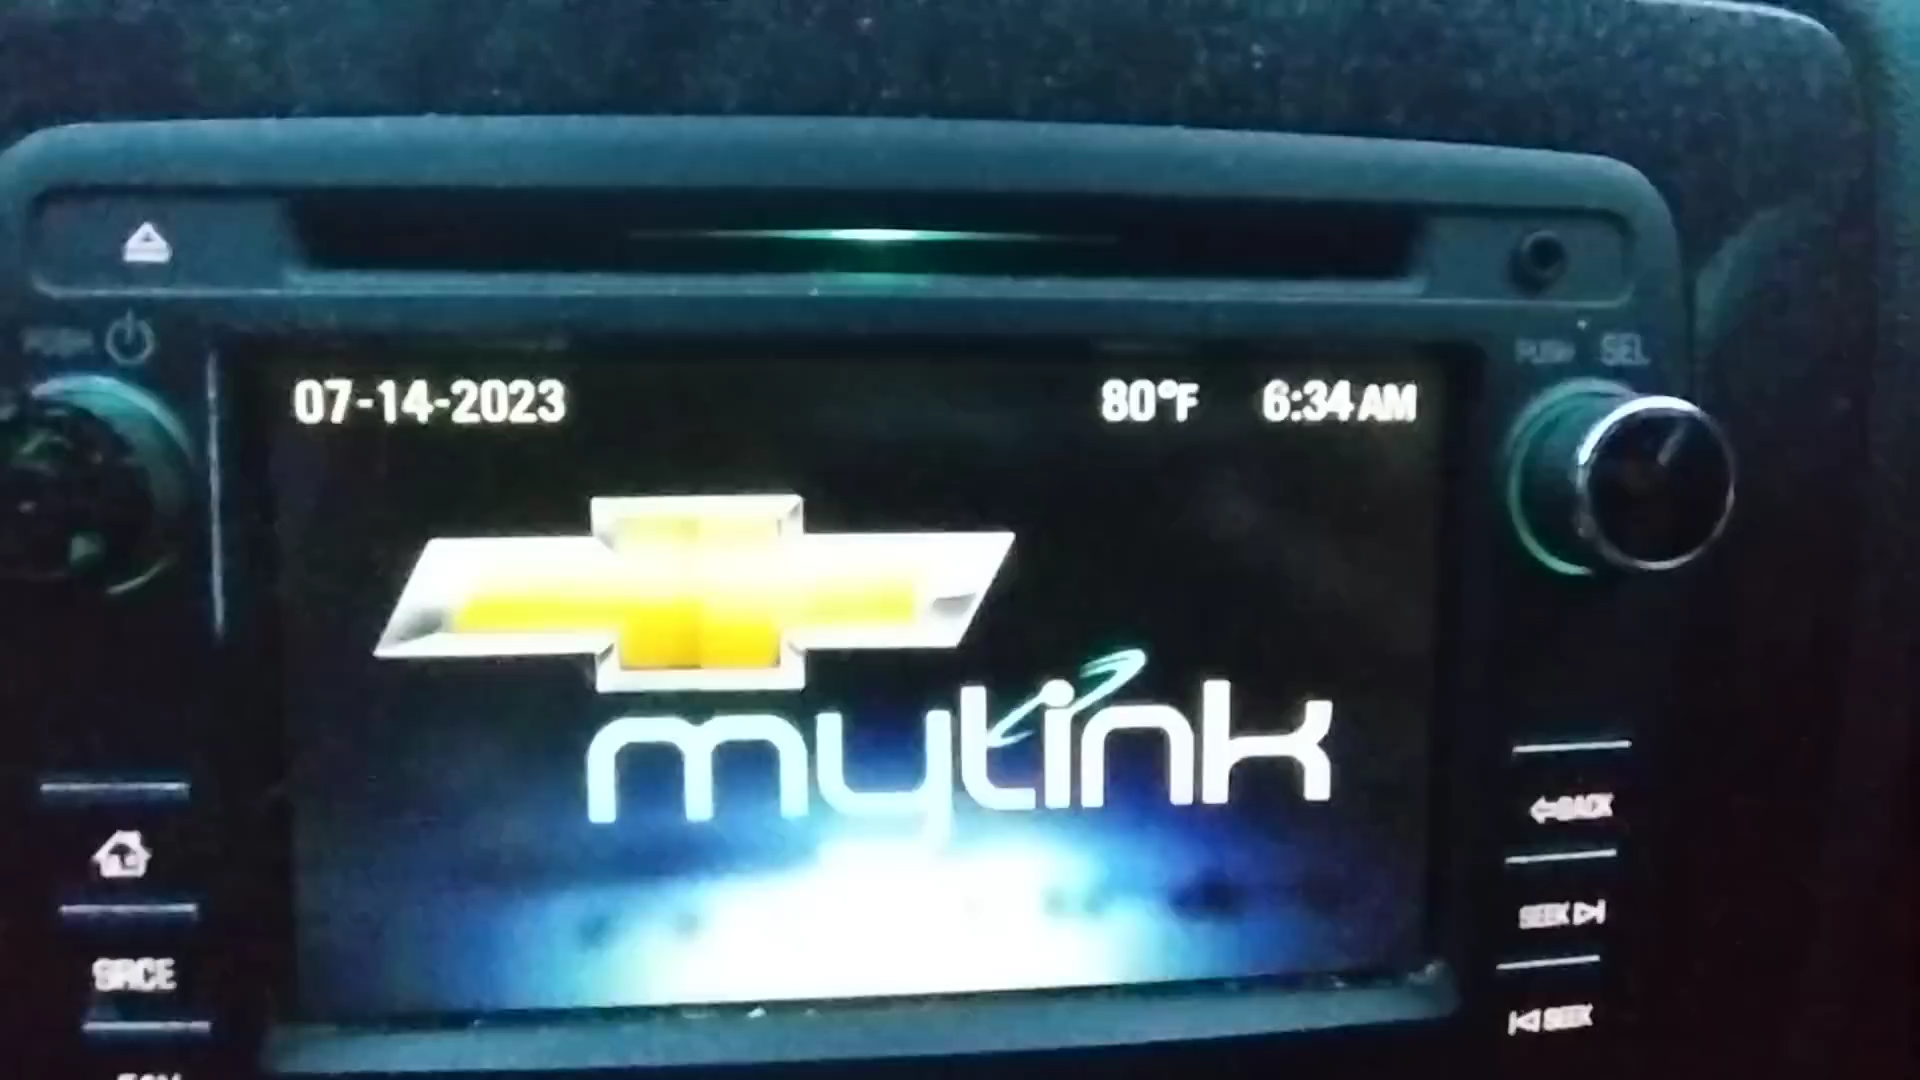 PUSH
PUSH SEL
07-14-2023 80°F 6:34 AM
mylink
BACK
SEEK
SRCE
SEEK